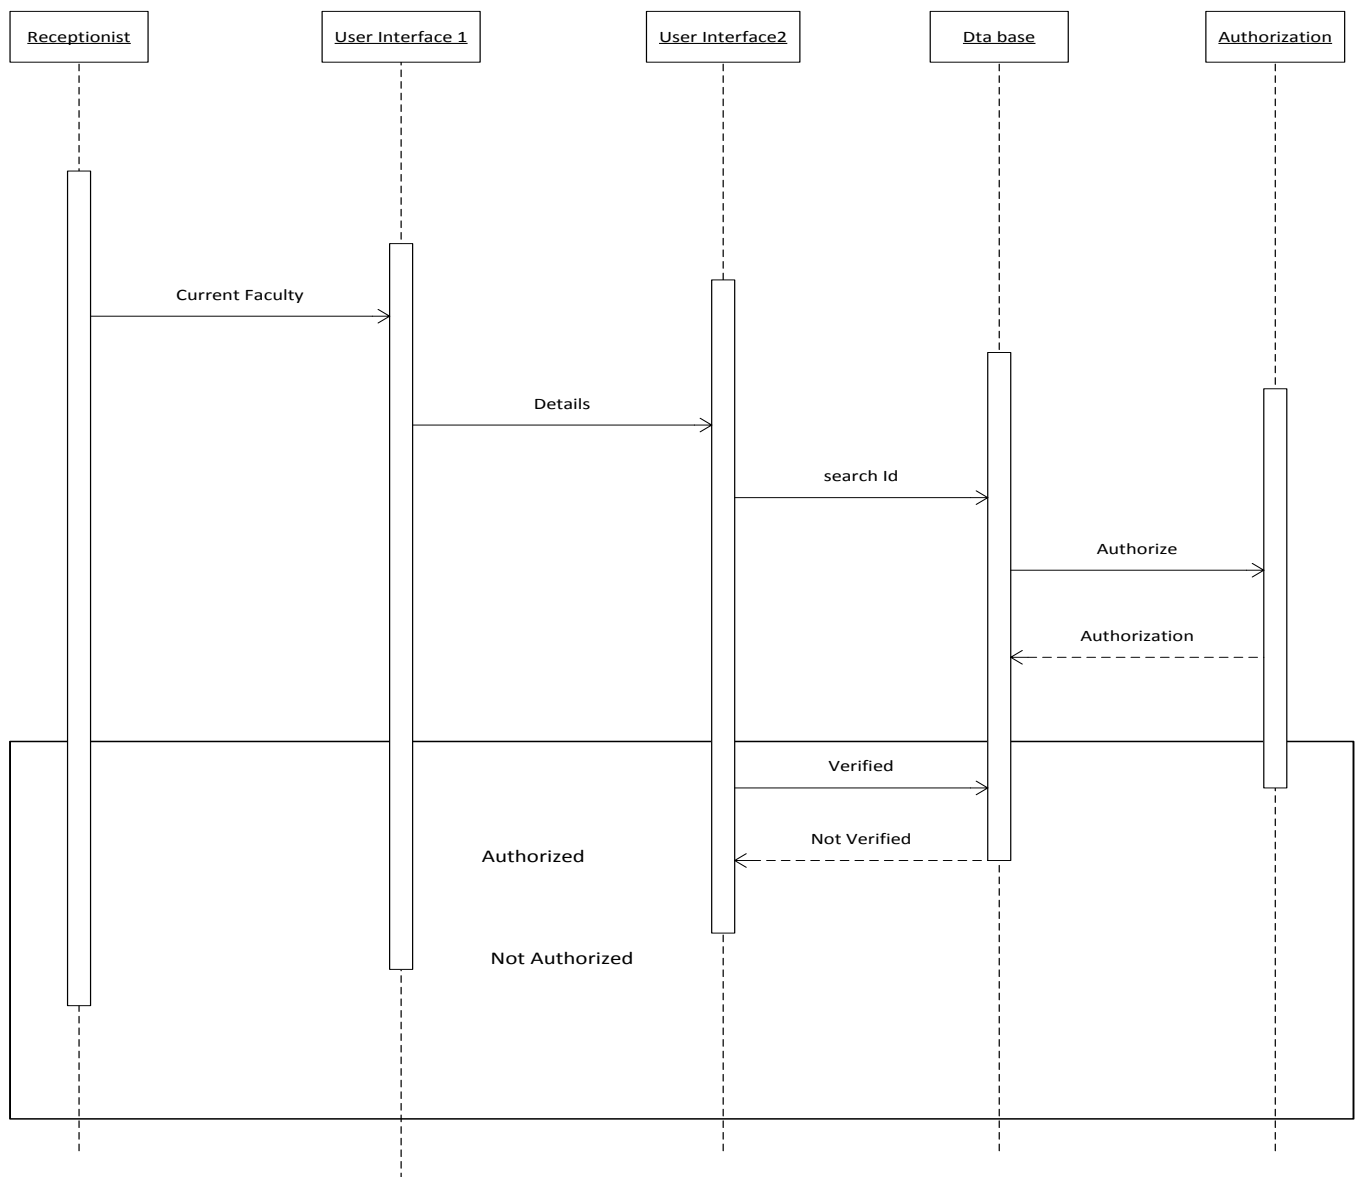 Receptionist
User Interface 1
User Interface2
Dta base
Authorization
Current Faculty
Details
search Id
Authorize
Authorization
Verified
Not Verified
Authorized
Not Authorized